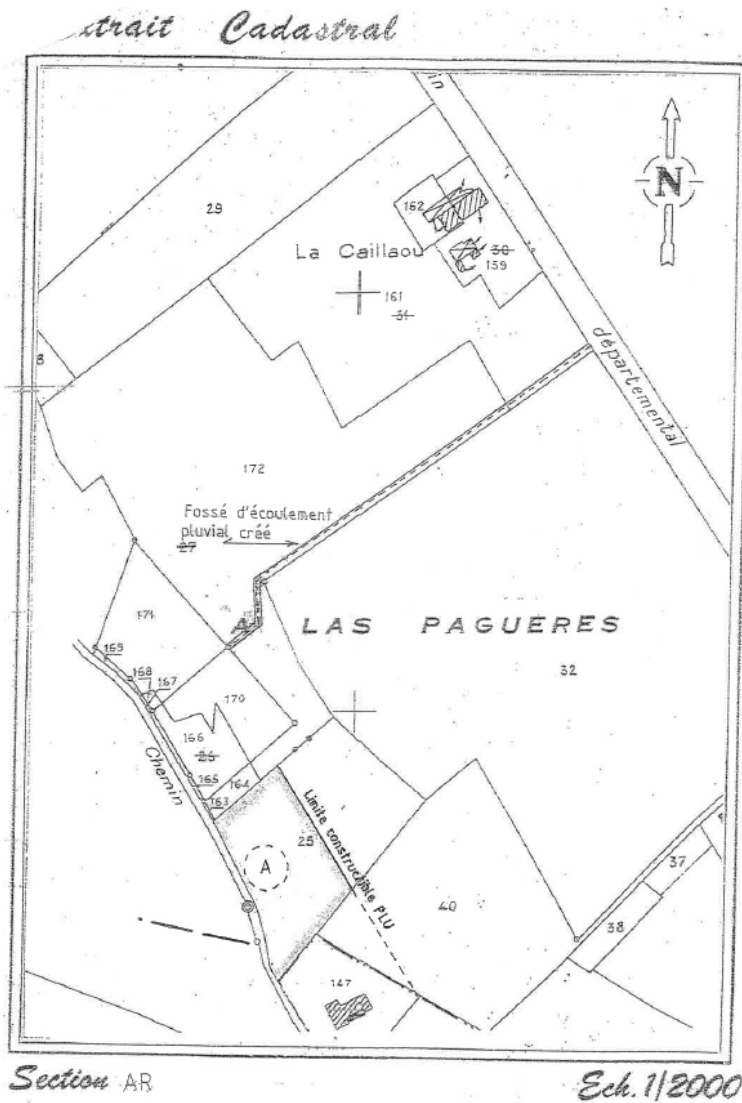 trait Cadastral
in
N
29
162
La Caillaou
30
159
161
31
départemental
8
172
Fossé d'écoulement
pluvial créé
27
171
LAS PAGUERES
169
168
167
32
170
166
26
Chemin
165
164
163
Limite constructible PLU
25
A
37
40
38
147
Section AR
Ech. 1/2000